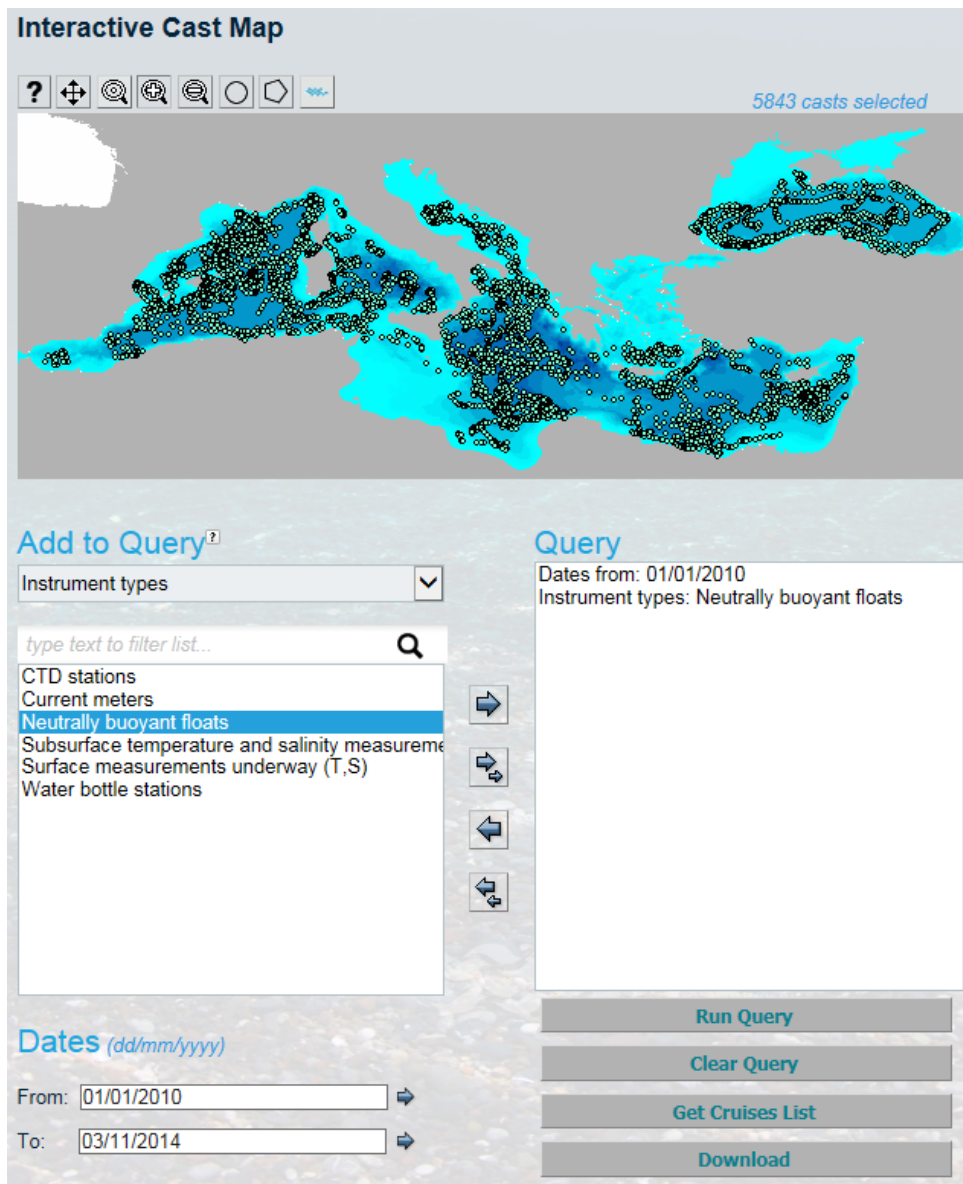 Interactive Cast Map
?
5843 casts selected
Add to Query ?
Instrument types
type text to filter list...
CTD stations
Current meters
Neutrally buoyant floats
Subsurface temperature and salinity measureme
Surface measurements underway (T,S)
Water bottle stations
Query
Dates from: 01/01/2010
Instrument types: Neutrally buoyant floats
Dates (dd/mm/yyyy)
From: 01/01/2010
To: 03/11/2014
Run Query
Clear Query
Get Cruises List
Download